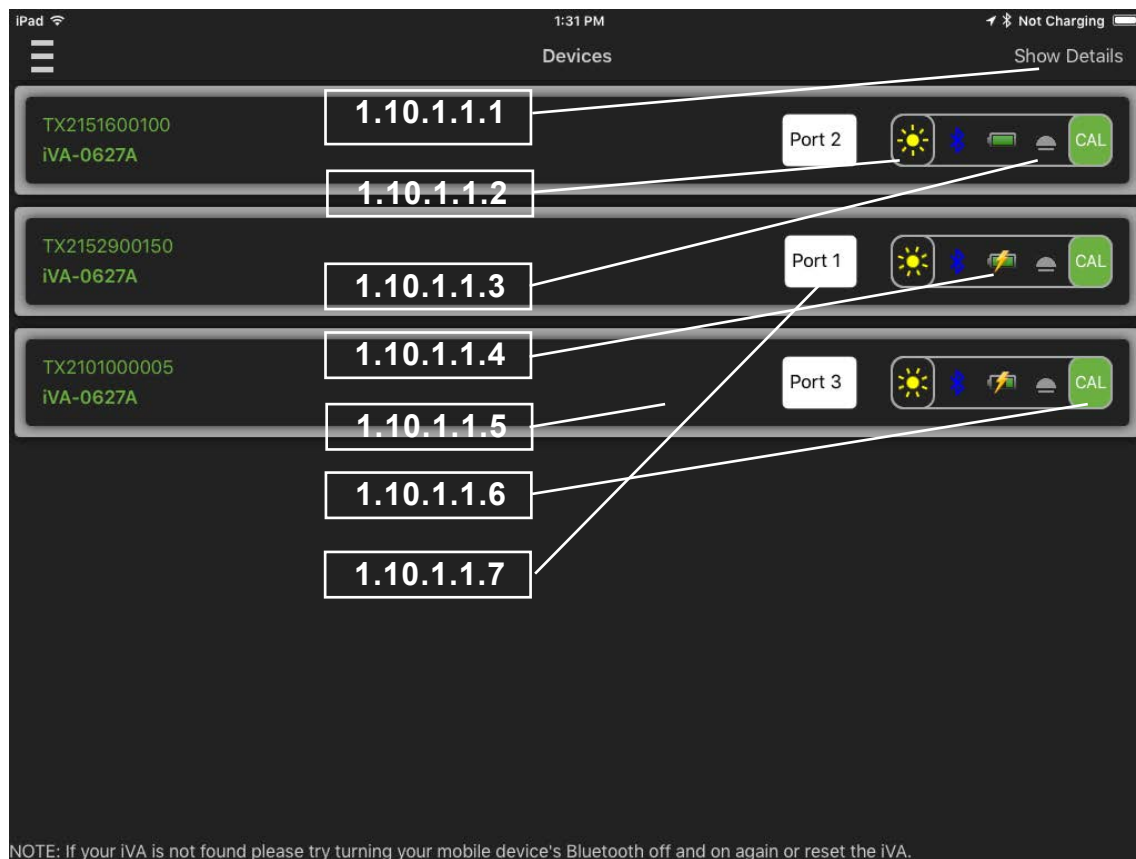 iPad 1:31 PM Not Charging
Devices Show Details
1.10.1.1.1
TX2151600100
iVA-0627A
Port 2
CAL
1.10.1.1.2
TX2152900150
iVA-0627A
Port 1
CAL
1.10.1.1.3
1.10.1.1.4
TX2101000005
iVA-0627A
Port 3
CAL
1.10.1.1.5
1.10.1.1.6
1.10.1.1.7
NOTE: If your iVA is not found please try turning your mobile device's Bluetooth off and on again or reset the iVA.